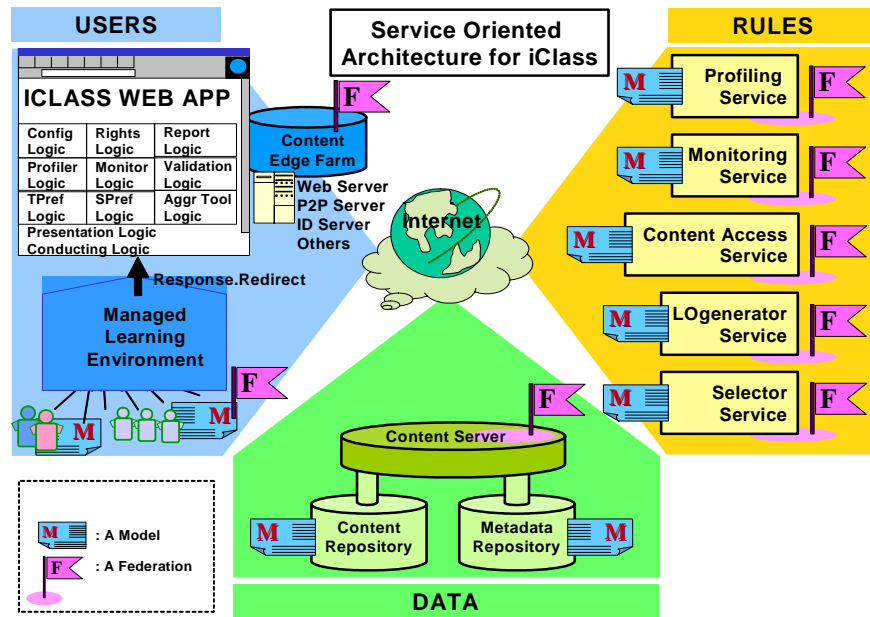 USERS
Service Oriented
Architecture for iClass
RULES
ICLASS WEB APP
Config
Logic
Rights
Logic
Report
Logic
Profiler
Logic
Monitor
Logic
Validation
Logic
TPref
Logic
SPref
Logic
Aggr Tool
Logic
Presentation Logic
Conducting Logic
F
Content
Edge Farm
Web Server
P2P Server
ID Server
Others
Internet
Response.Redirect
Managed
Learning
Environment
F
M
M
M
Profiling
Service
F
M
Monitoring
Service
F
M
Content Access
Service
F
M
LOgenerator
Service
F
M
Selector
Service
F
F
Content Server
M
Content
Repository
Metadata
Repository
M
DATA
M : A Model
F : A Federation